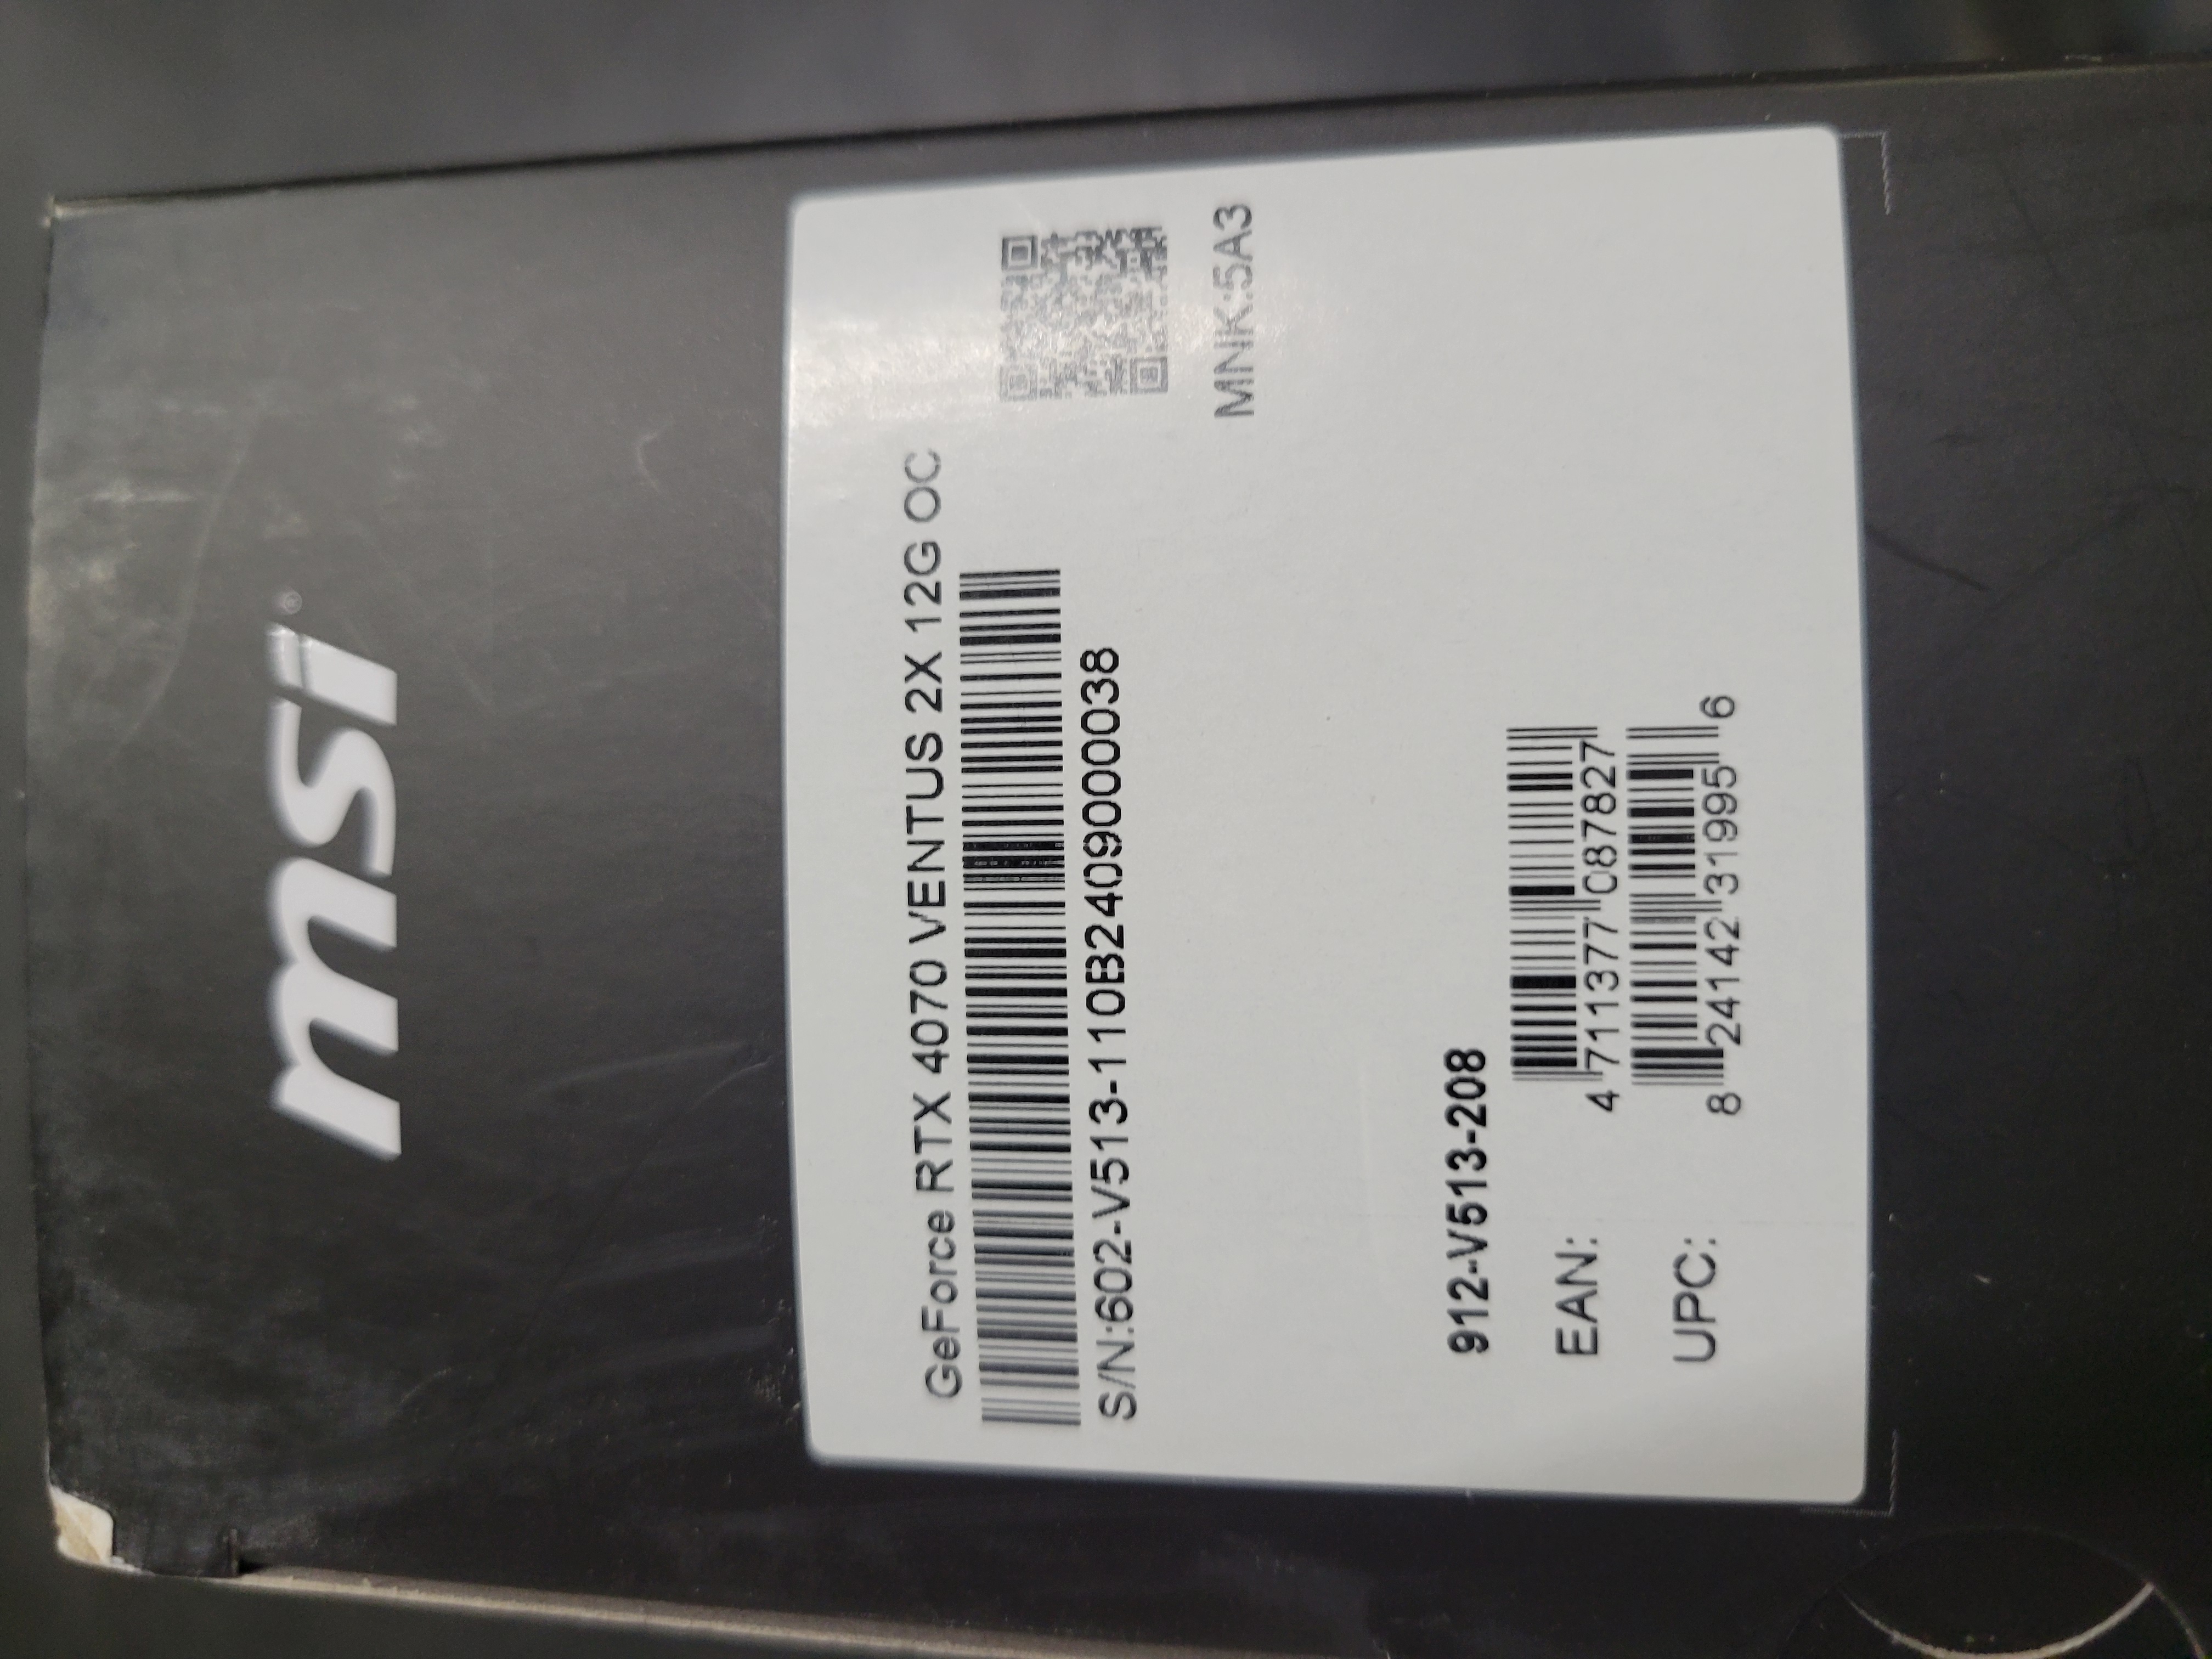 msi
GeForce RTX 4070 VENTUS 2X 12G OC
S/N:602-V513-110B2409000038
MNK:5A3
912-V513-208
EAN: 4 711377 087827
UPC: 8 24142 31995 6